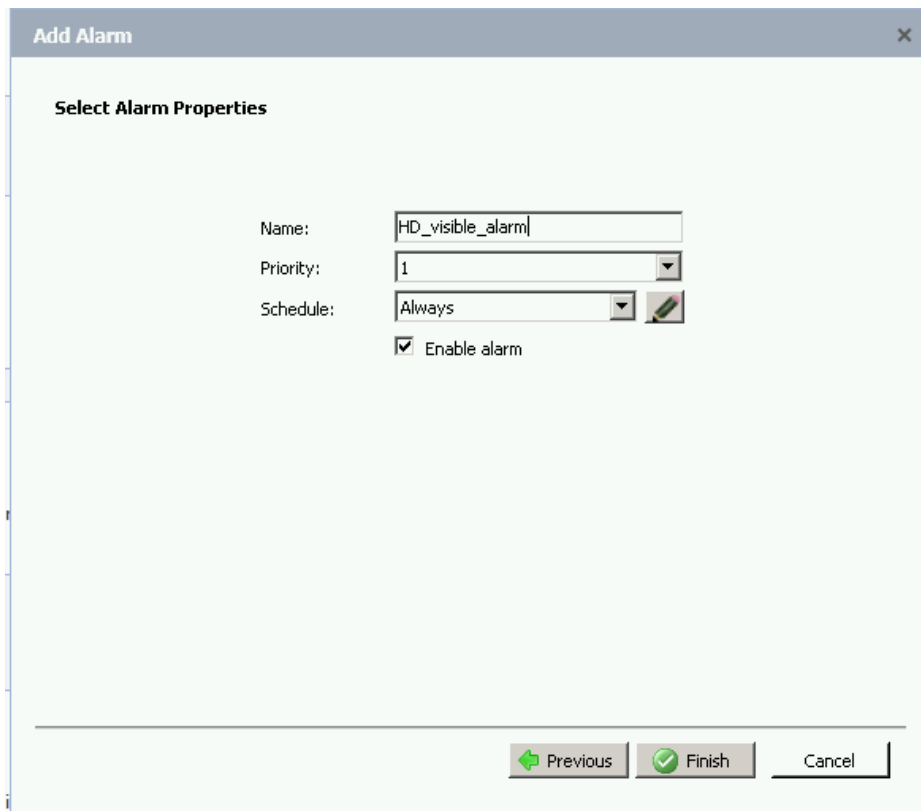 Add Alarm
Select Alarm Properties
Name: HD_visible_alarm
Priority: 1
Schedule: Always
Enable alarm
Previous Finish Cancel